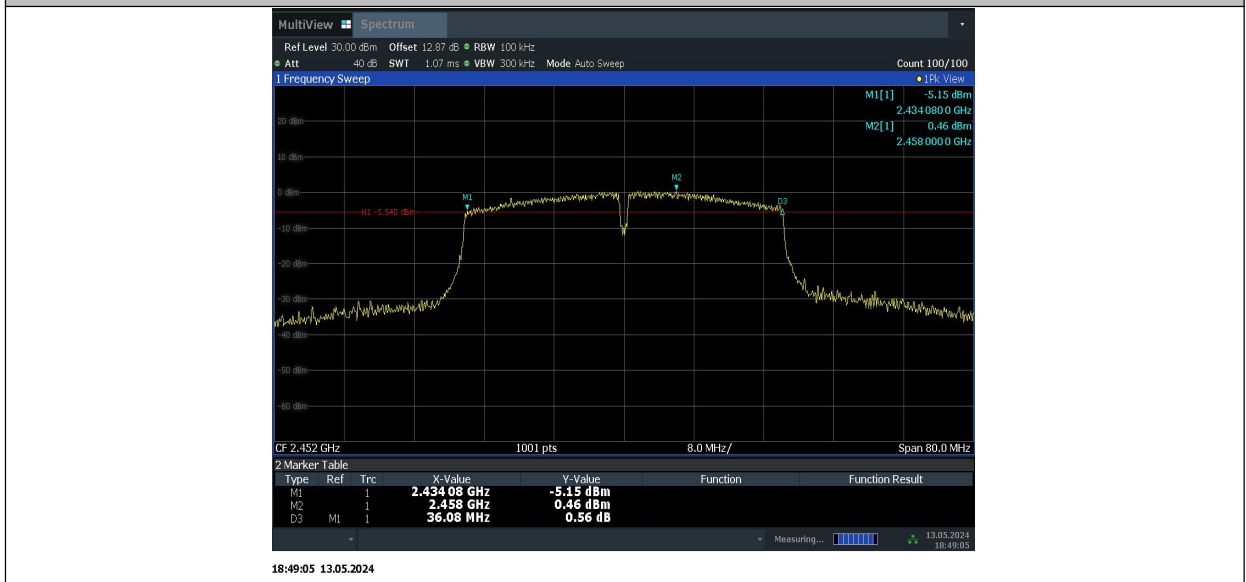 MultiView Spectrum
Ref Level 30.00 dBm Offset 12.87 dB RBW 100 kHz
Att 40 dB SWT 1.07 ms VBW 300 kHz Mode Auto Sweep Count 100/100
1 Frequency Sweep 1Pk View
M1[1] -5.15 dBm
2.434 080 0 GHz
20 dBm
M2[1] 0.46 dBm
2.458 000 0 GHz
10 dBm
M2
0 dBm
M1
D3
H1 -5.540 dBm
-10 dBm
-20 dBm
-30 dBm
-40 dBm
-50 dBm
-60 dBm
CF 2.452 GHz 1001 pts 8.0 MHz/ Span 80.0 MHz
2 Marker Table
Type Ref Trc X-Value Y-Value Function Function Result
M1 1 2.434 08 GHz -5.15 dBm
M2 1 2.458 GHz 0.46 dBm
D3 M1 1 36.08 MHz 0.56 dB
Measuring... 13.05.2024
18:49:05
18:49:05 13.05.2024